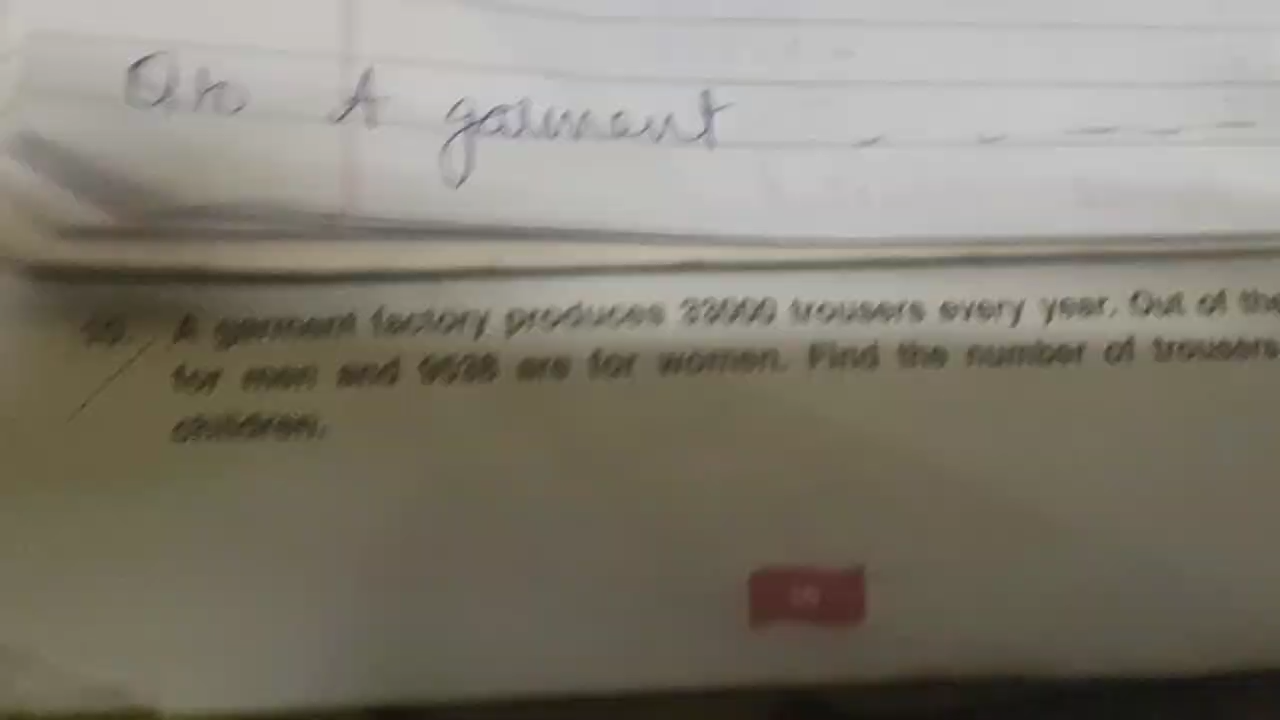 A garment - - - - -
A garment factory produces trousers every year. Out of the
for men and are for women. Find the number of trousers
children.